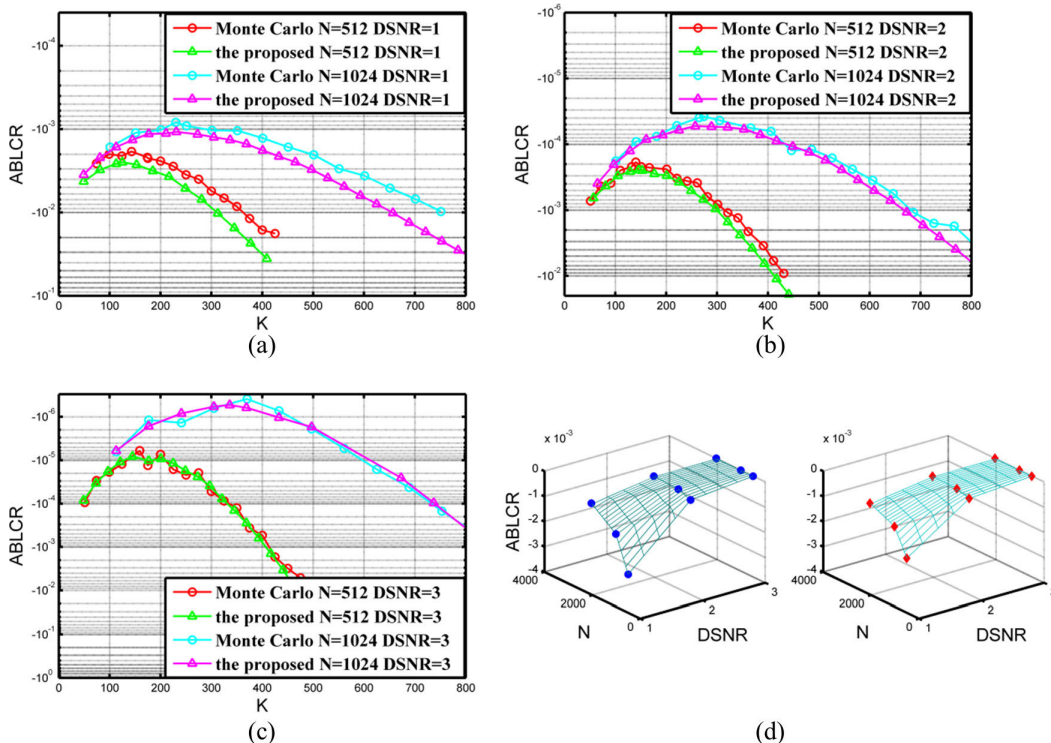 Monte Carlo N=512 DSNR=1
the proposed N=512 DSNR=1
Monte Carlo N=1024 DSNR=1
the proposed N=1024 DSNR=1
-10^-4
-10^-3
-10^-2
-10^-1
ABLCR
0 100 200 300 400 500 600 700 800
K
(a)
Monte Carlo N=512 DSNR=2
the proposed N=512 DSNR=2
Monte Carlo N=1024 DSNR=2
the proposed N=1024 DSNR=2
-10^-6
-10^-5
-10^-4
-10^-3
-10^-2
ABLCR
0 100 200 300 400 500 600 700 800
K
(b)
-10^-6
-10^-5
-10^-4
-10^-3
-10^-2
-10^-1
-10^0
ABLCR
Monte Carlo N=512 DSNR=3
the proposed N=512 DSNR=3
Monte Carlo N=1024 DSNR=3
the proposed N=1024 DSNR=3
0 100 200 300 400 500 600 700 800
K
(c)
x 10^-3
0
-1
-2
-3
-4
ABLCR
4000
2000
0
N
1
2
3
DSNR
x 10^-3
0
-1
-2
-3
-4
4000
2000
0
N
1
2
3
DSNR
(d)